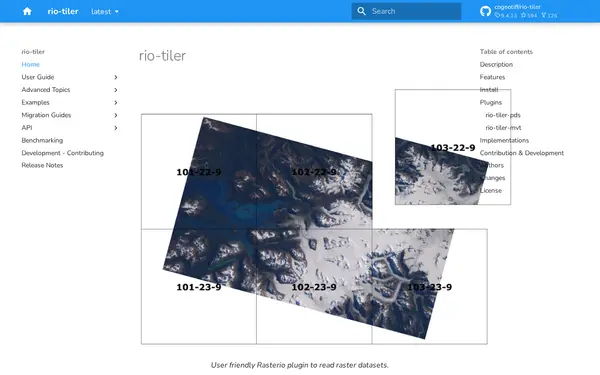 rio-tiler
latest
Search
cogeotiff/rio-tiler
594
125
rio-tiler
Home
User Guide
Advanced Topics
Examples
Migration Guides
API
Benchmarking
Development - Contributing
Release Notes
rio-tiler
101-22-9
102-22-9
103-22-9
101-23-9
102-23-9
103-23-9
User friendly Rasterio plugin to read raster datasets.
Table of contents
Description
Features
Install
Plugins
rio-tiler-pds
rio-tiler-mvt
Implementations
Contribution & Development
Authors
Changes
License